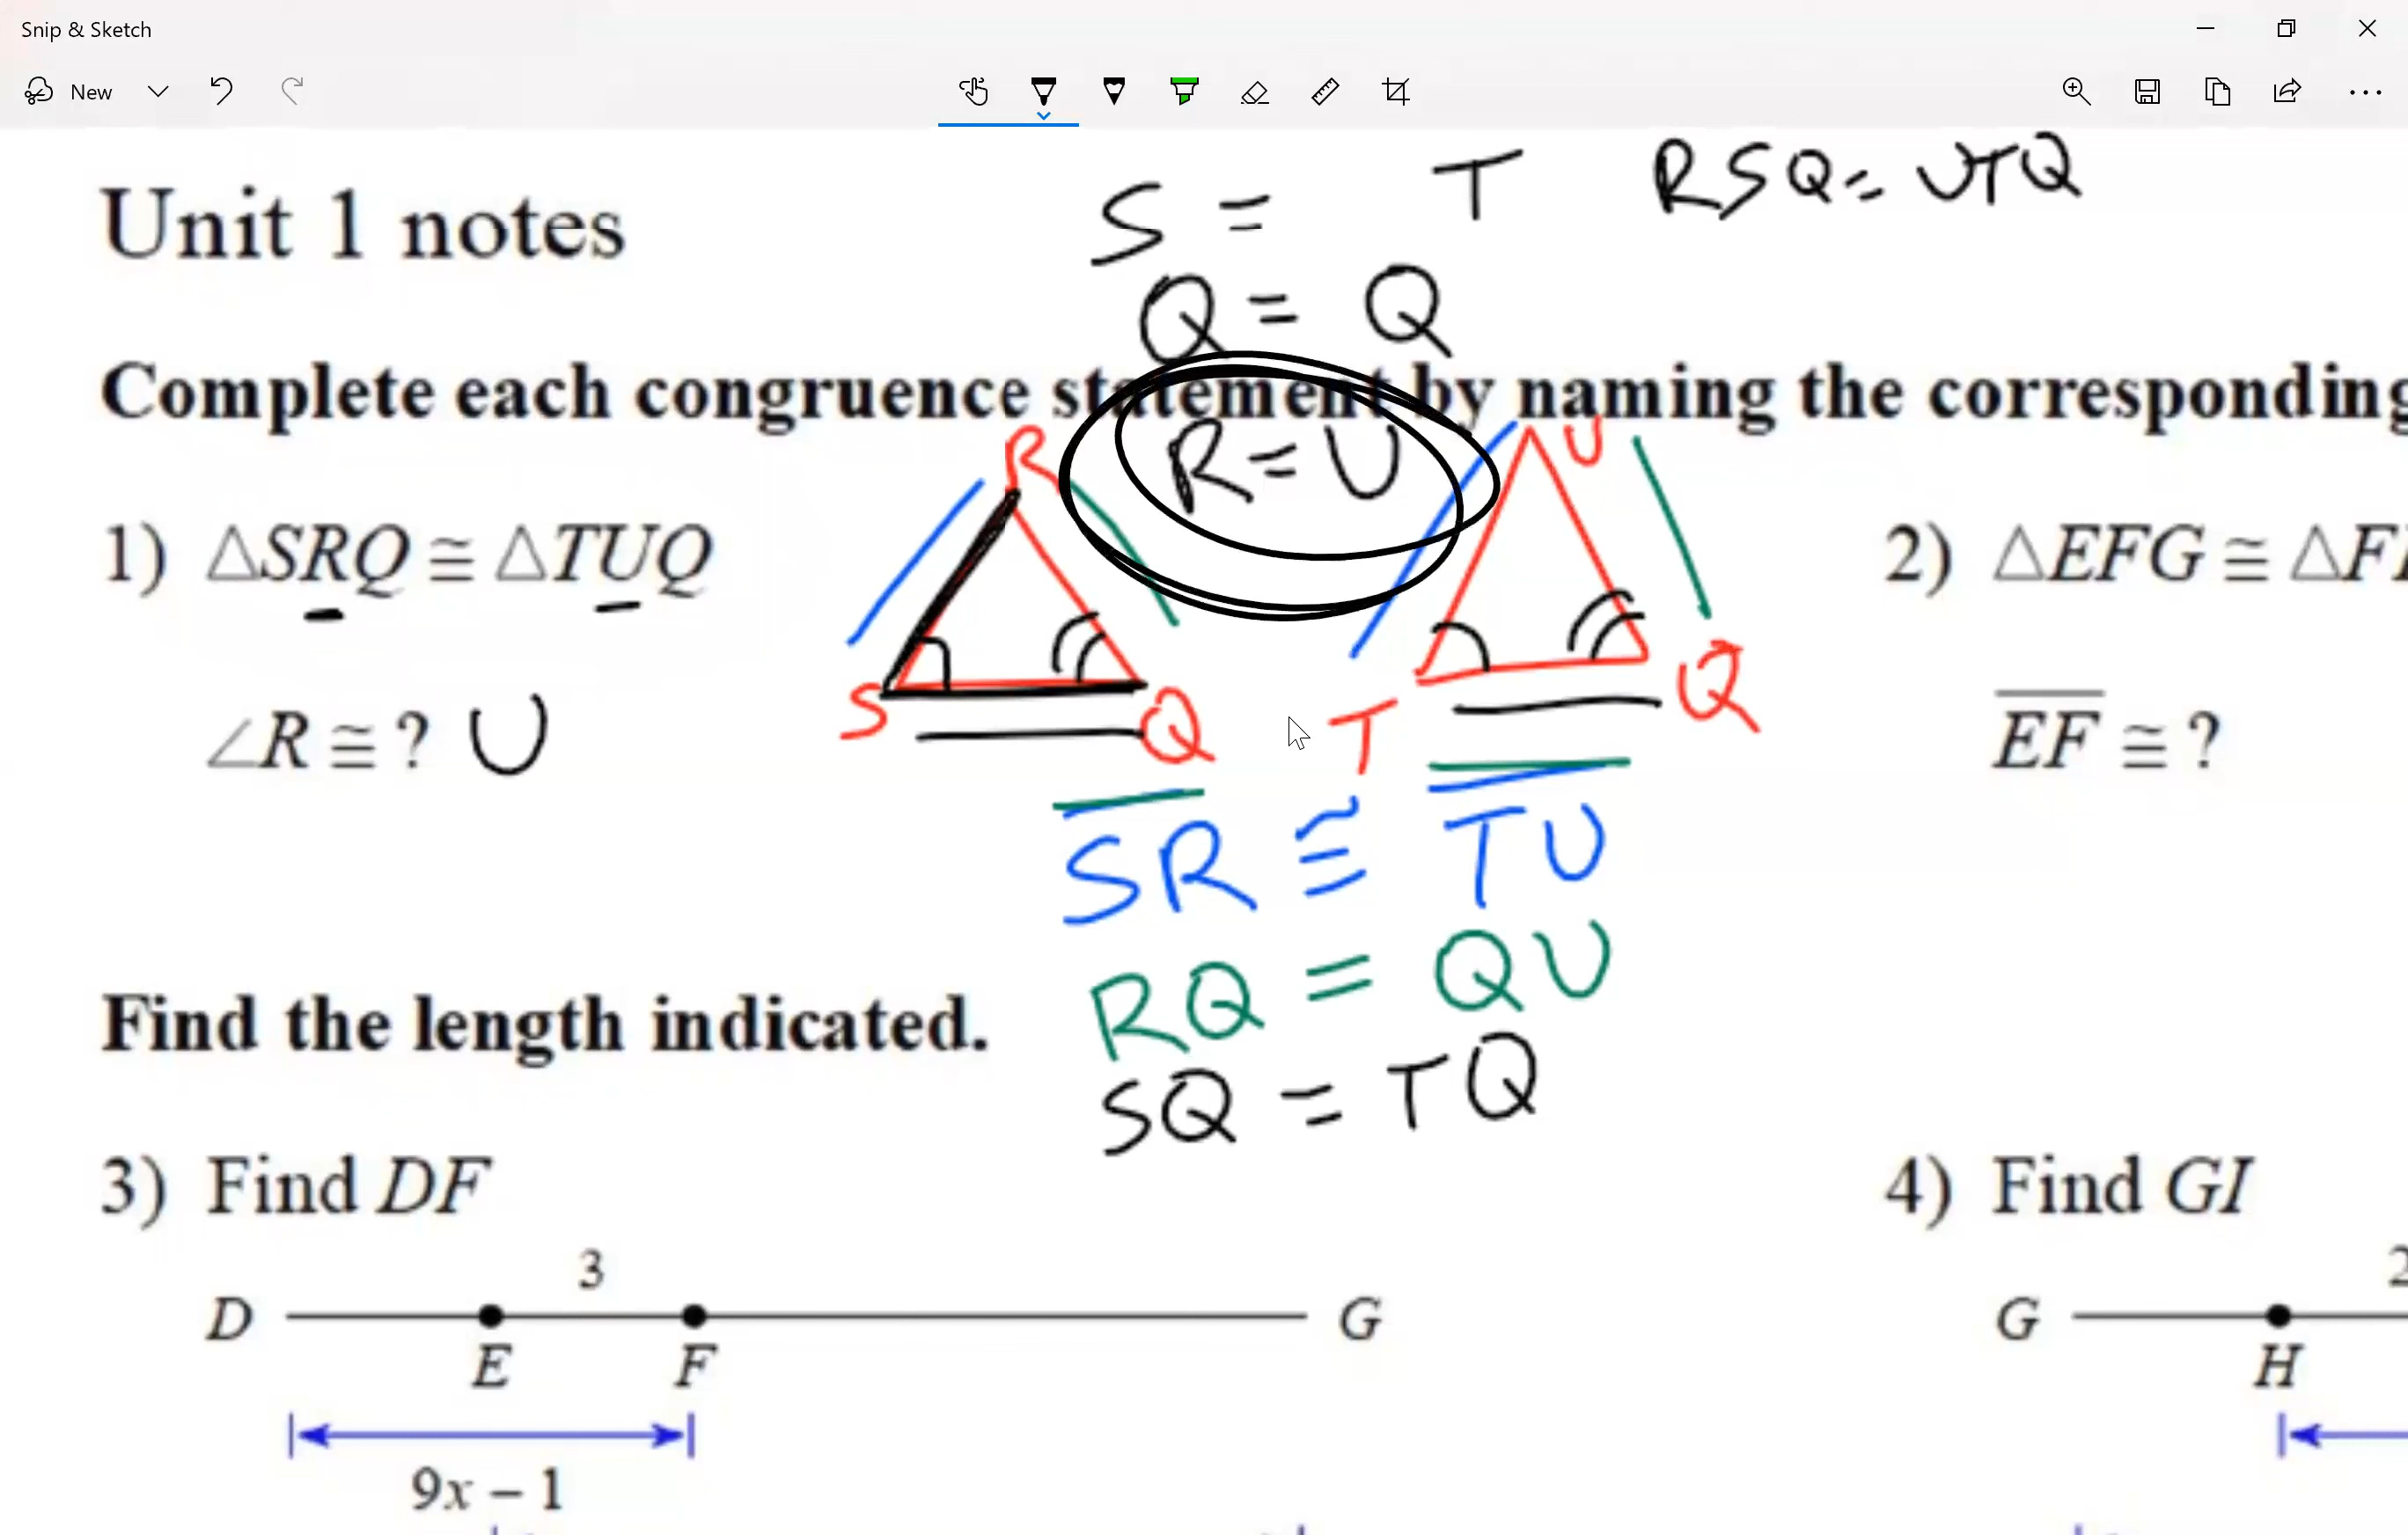 Snip & Sketch
New
S = T RSQ = UTQ
Unit 1 notes
Q = Q
Complete each congruence statement by naming the corresponding
R = U
R U
1) △SRQ ≅ △TUQ
2) △EFG ≅ △F
S Q T Q
∠R ≅ ? U
EF ≅ ?
SR ≅ TU
RQ = QU
Find the length indicated.
SQ = TQ
3) Find DF
4) Find GI
3
2
D E F G
G H
9x – 1